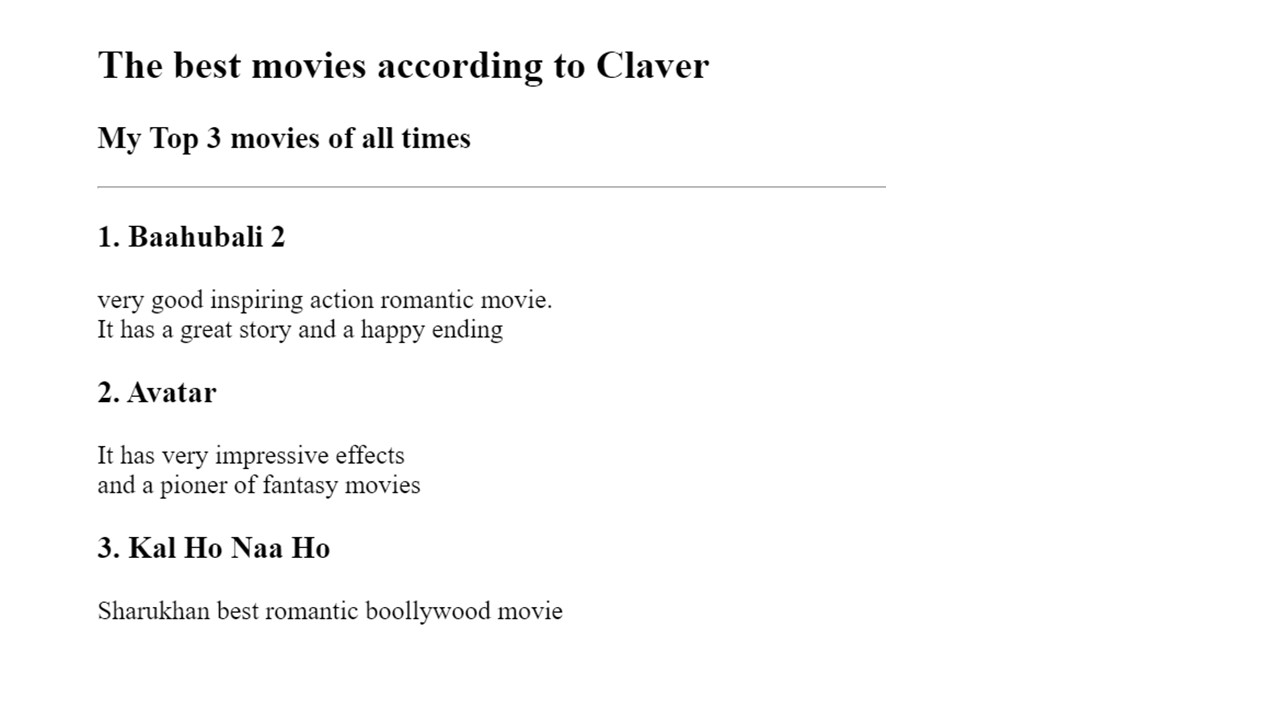 The best movies according to Claver
My Top 3 movies of all times
1. Baahubali 2
very good inspiring action romantic movie.
It has a great story and a happy ending
2. Avatar
It has very impressive effects
and a pioner of fantasy movies
3. Kal Ho Naa Ho
Sharukhan best romantic boollywood movie